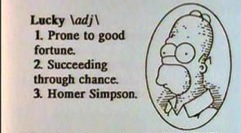 Lucky \adj\
1. Prone to good
fortune.
2. Succeeding
through chance.
3. Homer Simpson.